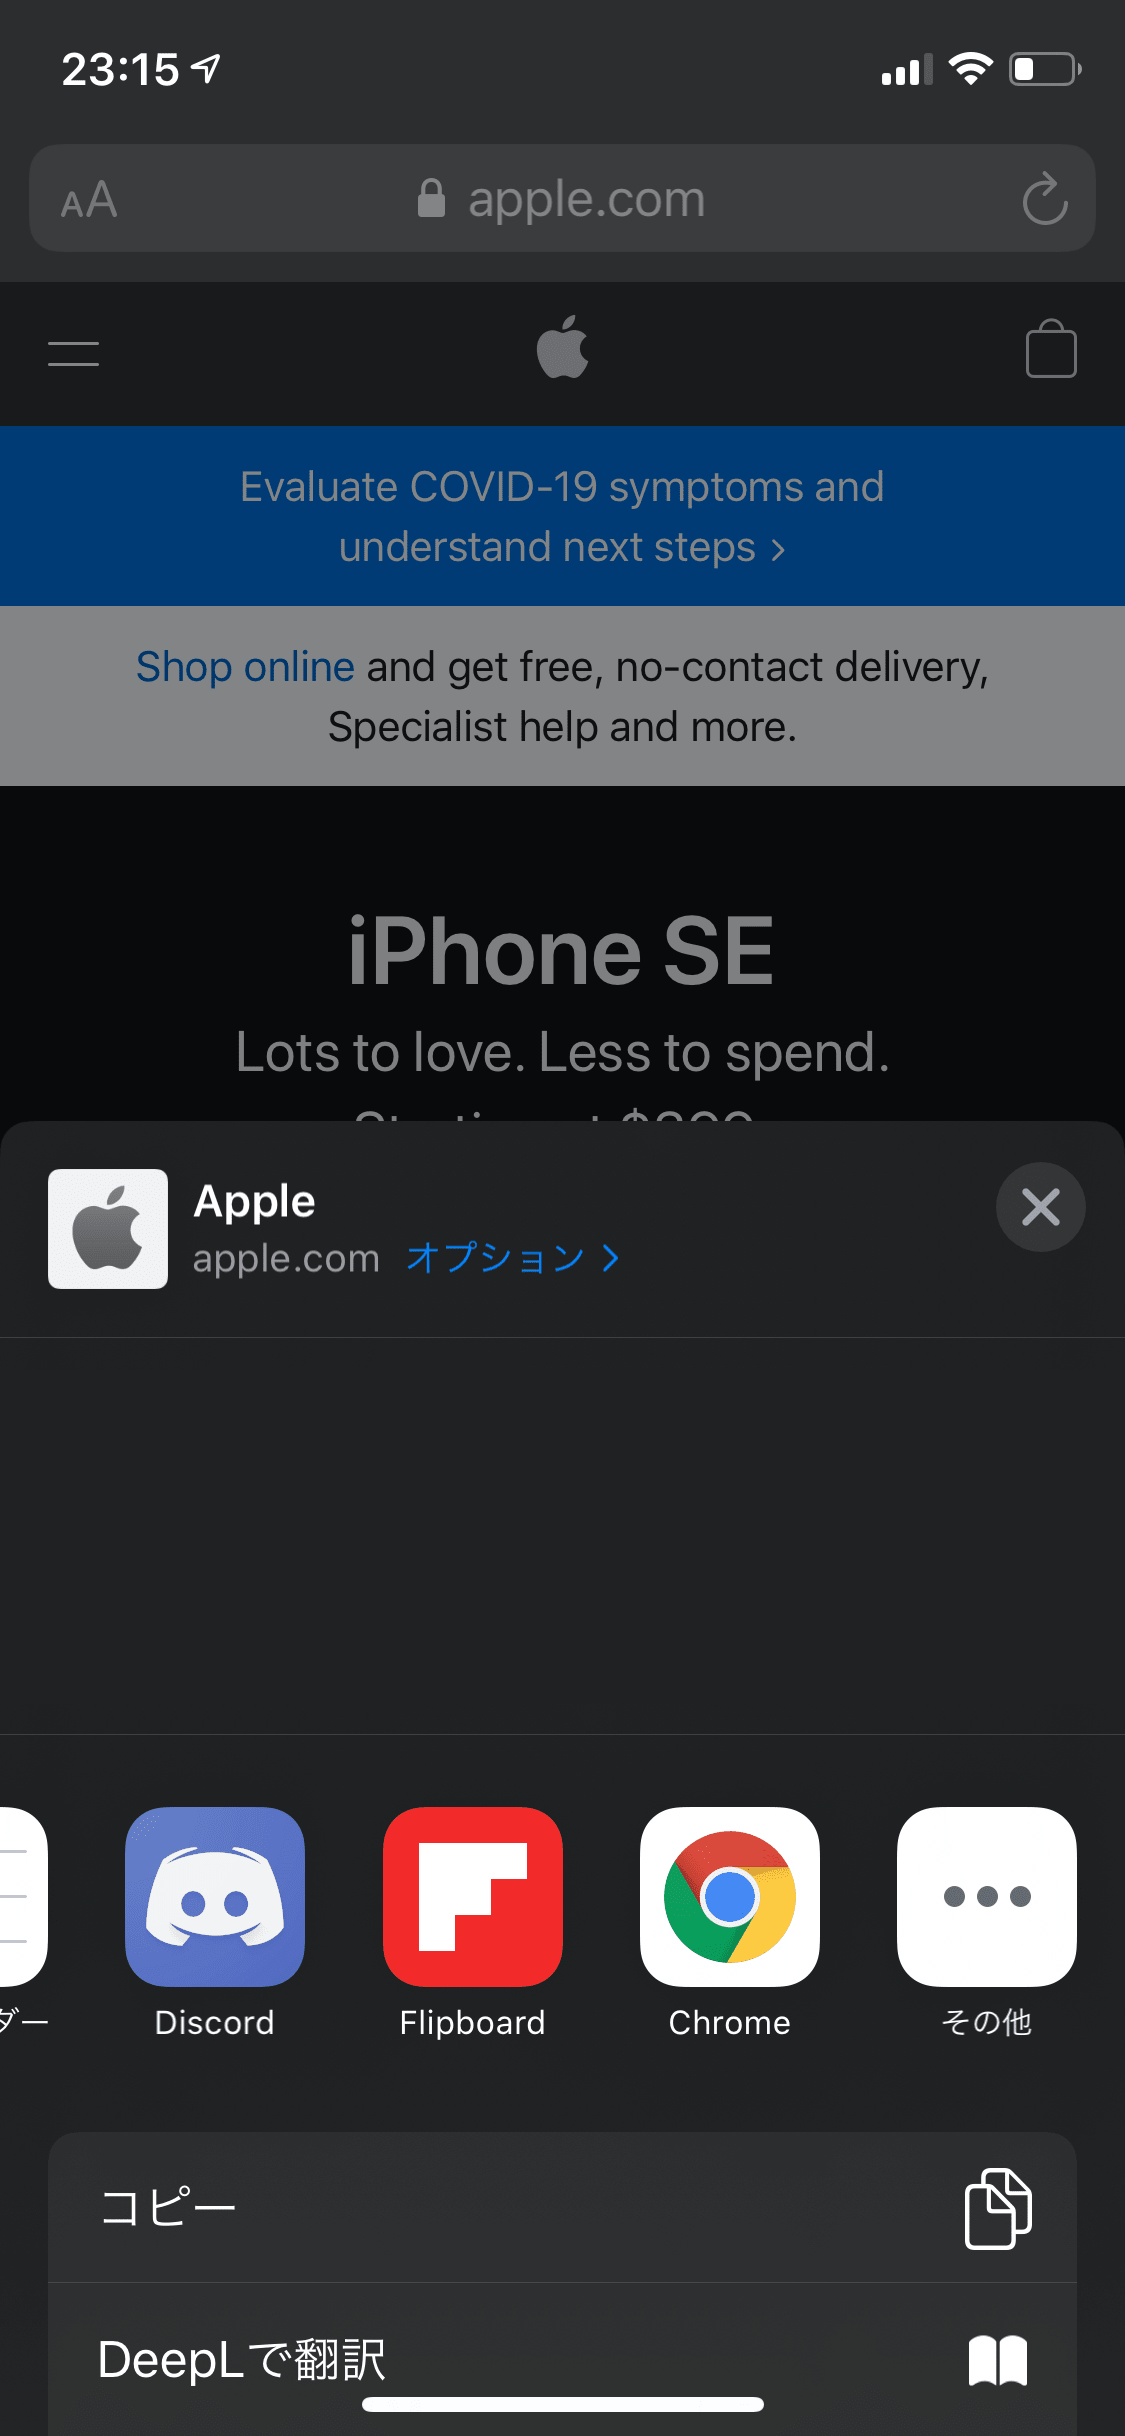 23:15
AA
apple.com
Evaluate COVID-19 symptoms and
understand next steps >
Shop online and get free, no-contact delivery,
Specialist help and more.
iPhone SE
Lots to love. Less to spend.
Apple
apple.com オプション >
ダー
Discord
Flipboard
Chrome
その他
コピー
DeepLで翻訳